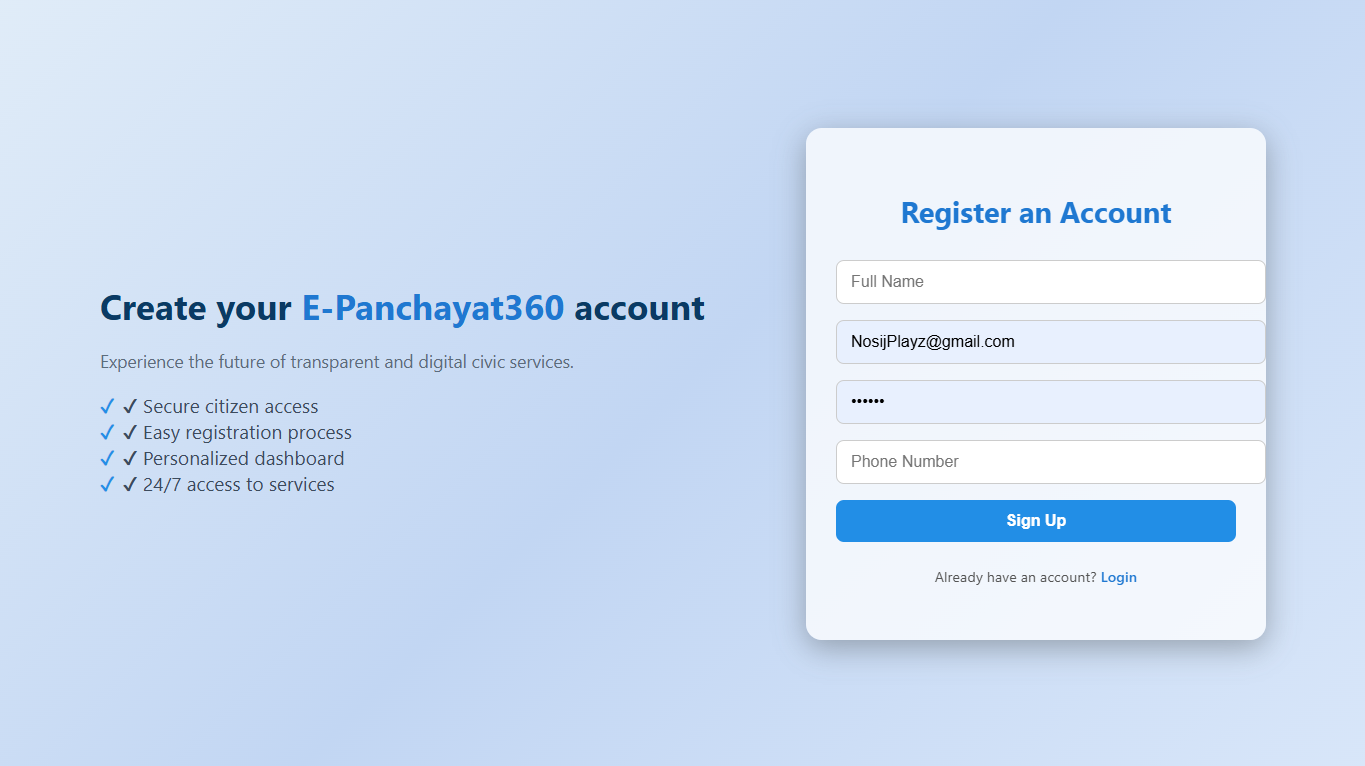 Create your E-Panchayat360 account
Experience the future of transparent and digital civic services.
✓ ✓ Secure citizen access
✓ ✓ Easy registration process
✓ ✓ Personalized dashboard
✓ ✓ 24/7 access to services
Register an Account
Full Name
NosijPlayz@gmail.com
••••••
Phone Number
Sign Up
Already have an account? Login